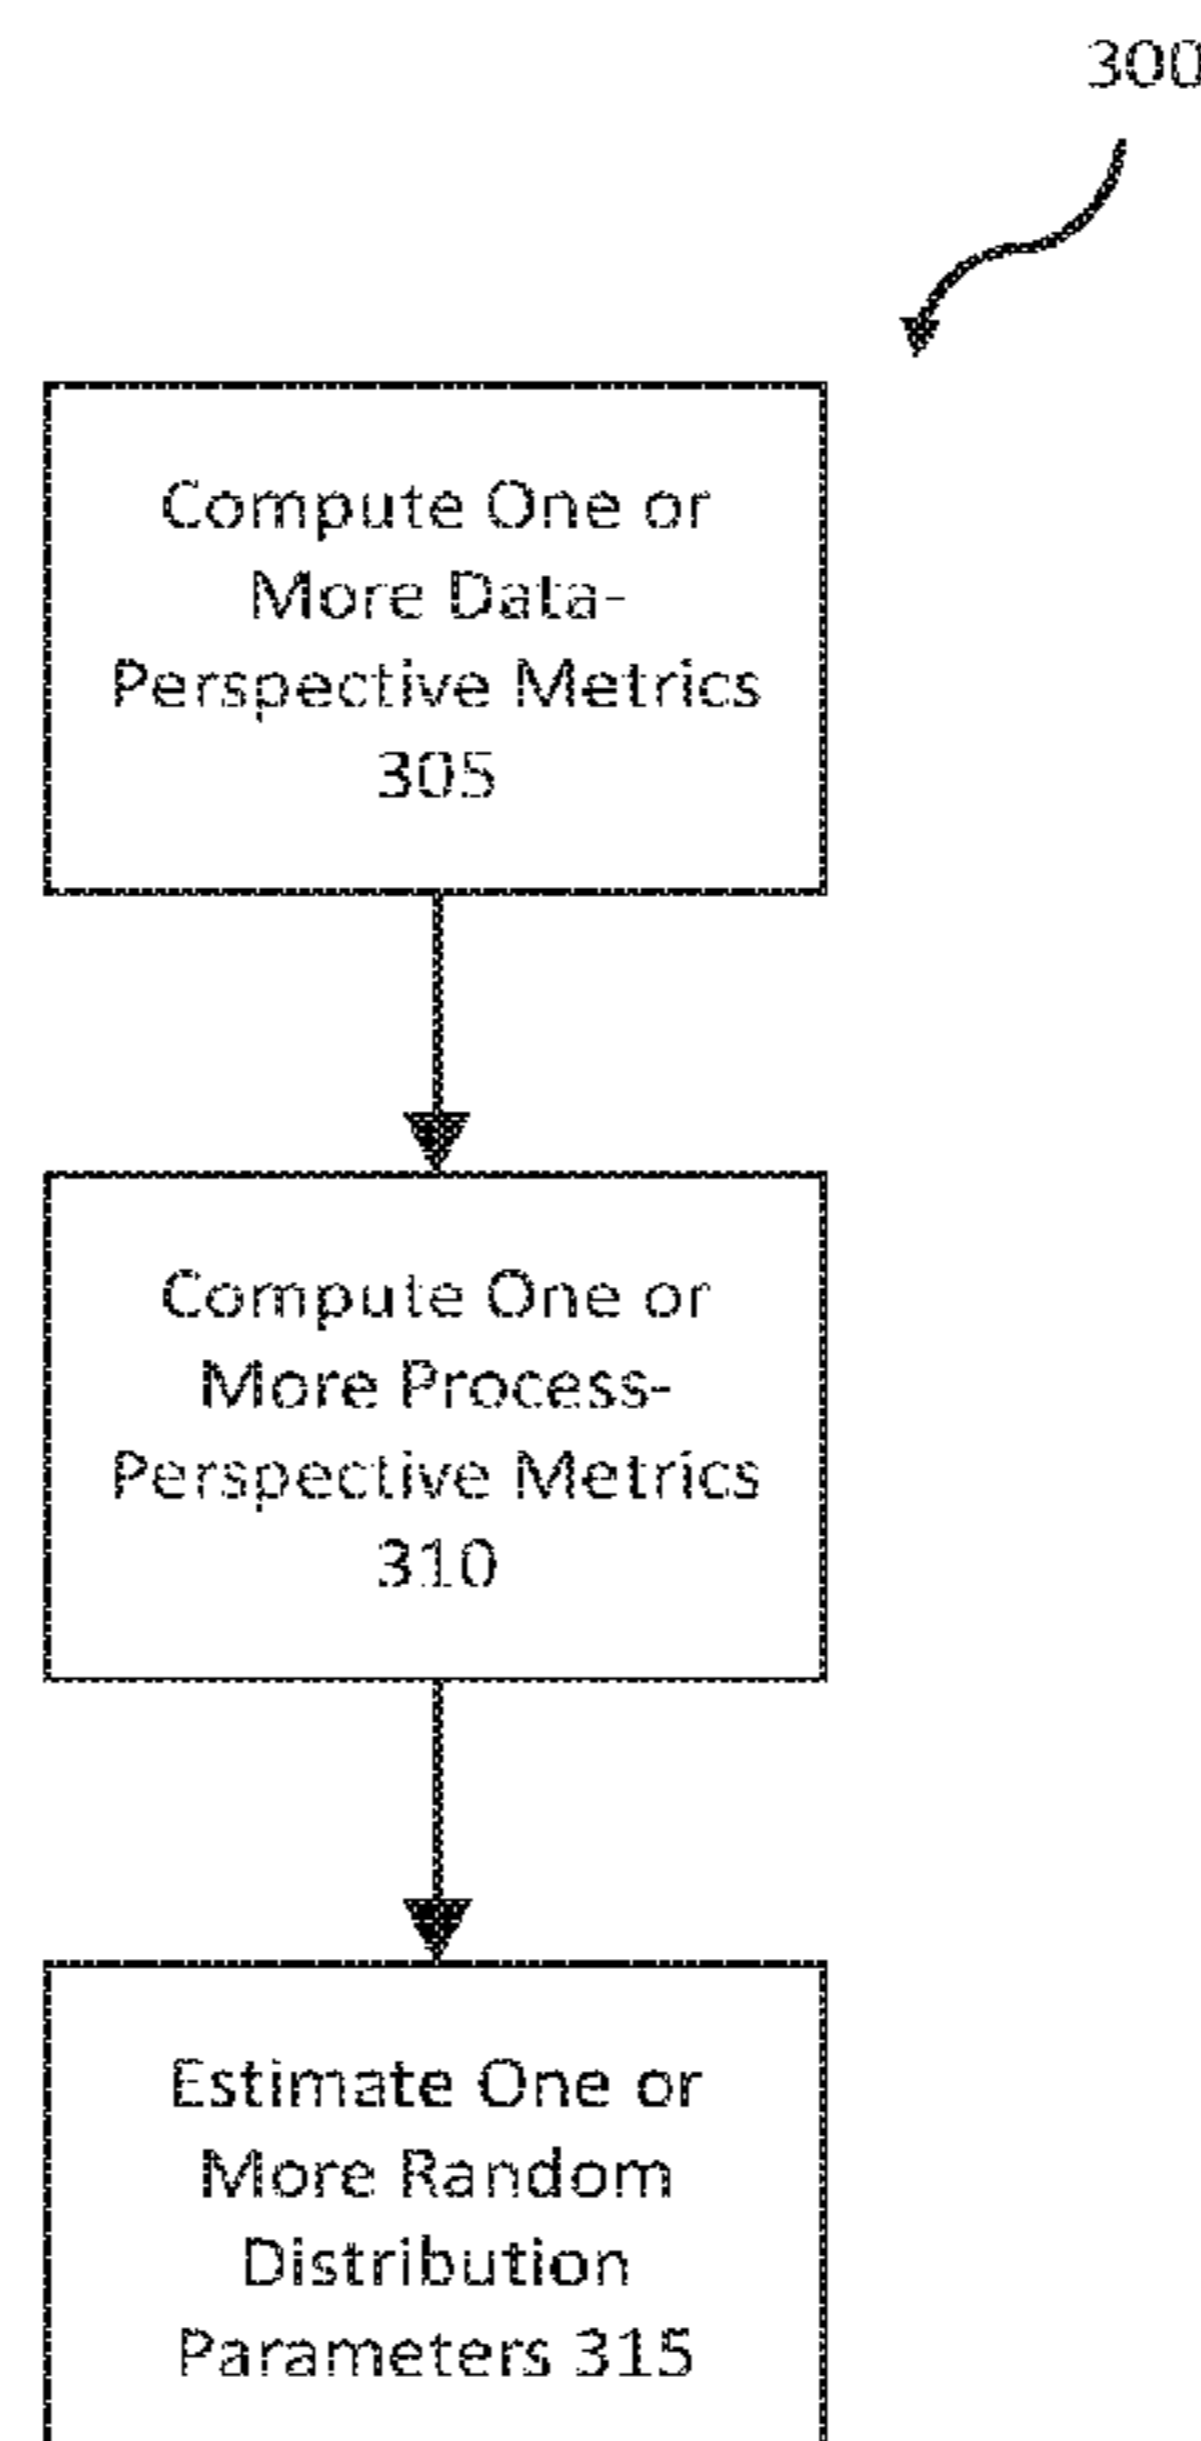 300
Compute One or
More Data-
Perspective Metrics
305
Compute One or
More Process-
Perspective Metrics
310
Estimate One or
More Random
Distribution
Parameters 315